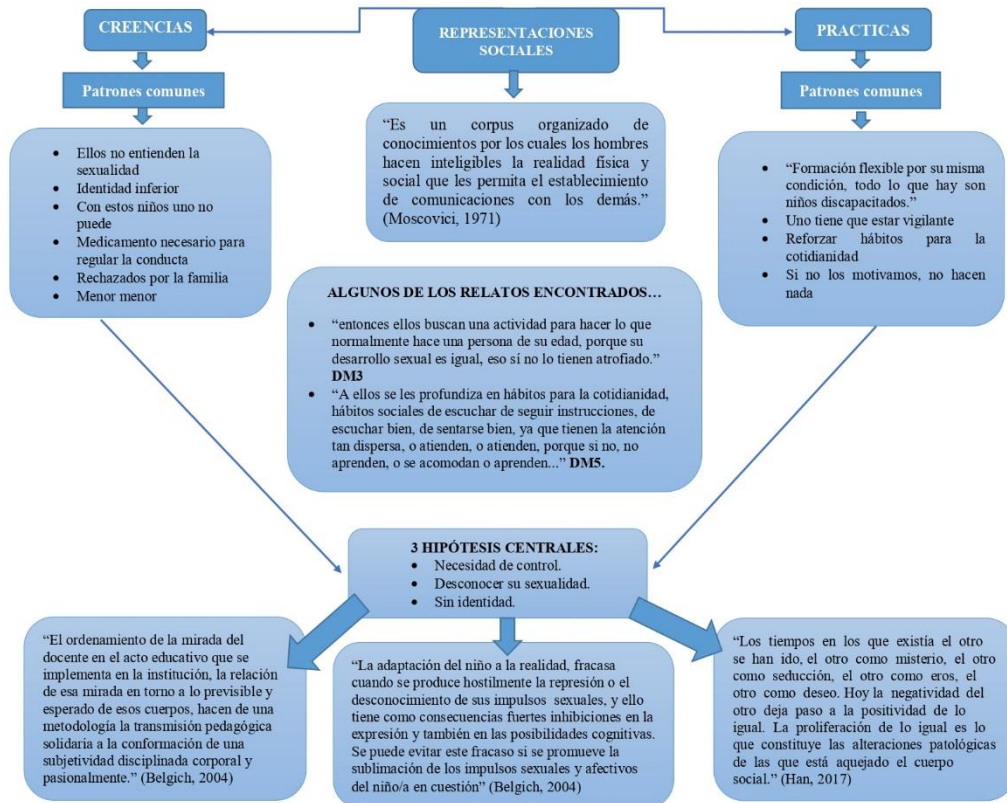 CREENCIAS
REPRESENTACIONES
SOCIALES
PRACTICAS
Patrones comunes
Patrones comunes
• Ellos no entienden la
sexualidad
• Identidad inferior
• Con estos niños uno no
puede
• Medicamento necesario para
regular la conducta
• Rechazados por la familia
• Menor menor
“Es un corpus organizado de
conocimientos por los cuales los hombres
hacen inteligibles la realidad física y
social que les permita el establecimiento
de comunicaciones con los demás.”
(Moscovici, 1971)
• “Formación flexible por su misma
condición, todo lo que hay son
niños discapacitados.”
• Uno tiene que estar vigilante
• Reforzar hábitos para la
cotidianidad
• Si no los motivamos, no hacen
nada
ALGUNOS DE LOS RELATOS ENCONTRADOS…
• “entonces ellos buscan una actividad para hacer lo que
normalmente hace una persona de su edad, porque su
desarrollo sexual es igual, eso sí no lo tienen atrofiado.”
DM3
• “A ellos se les profundiza en hábitos para la cotidianidad,
hábitos sociales de escuchar de seguir instrucciones, de
escuchar bien, de sentarse bien, ya que tienen la atención
tan dispersa, o atienden, o atienden, porque si no, no
aprenden, o se acomodan o aprenden...” DM5.
3 HIPÓTESIS CENTRALES:
• Necesidad de control.
• Desconocer su sexualidad.
• Sin identidad.
“El ordenamiento de la mirada del
docente en el acto educativo que se
implementa en la institución, la relación
de esa mirada en torno a lo previsible y
esperado de esos cuerpos, hacen de una
metodología la transmisión pedagógica
solidaria a la conformación de una
subjetividad disciplinada corporal y
pasionalmente.” (Belgich, 2004)
“La adaptación del niño a la realidad, fracasa
cuando se produce hostilmente la represión o el
desconocimiento de sus impulsos sexuales, y ello
tiene como consecuencias fuertes inhibiciones en la
expresión y también en las posibilidades cognitivas.
Se puede evitar este fracaso si se promueve la
sublimación de los impulsos sexuales y afectivos
del niño/a en cuestión” (Belgich, 2004)
“Los tiempos en los que existía el otro
se han ido, el otro como misterio, el otro
como seducción, el otro como eros, el
otro como deseo. Hoy la negatividad del
otro deja paso a la positividad de lo
igual. La proliferación de lo igual es lo
que constituye las alteraciones patológicas
de las que está aquejado el cuerpo
social.” (Han, 2017)